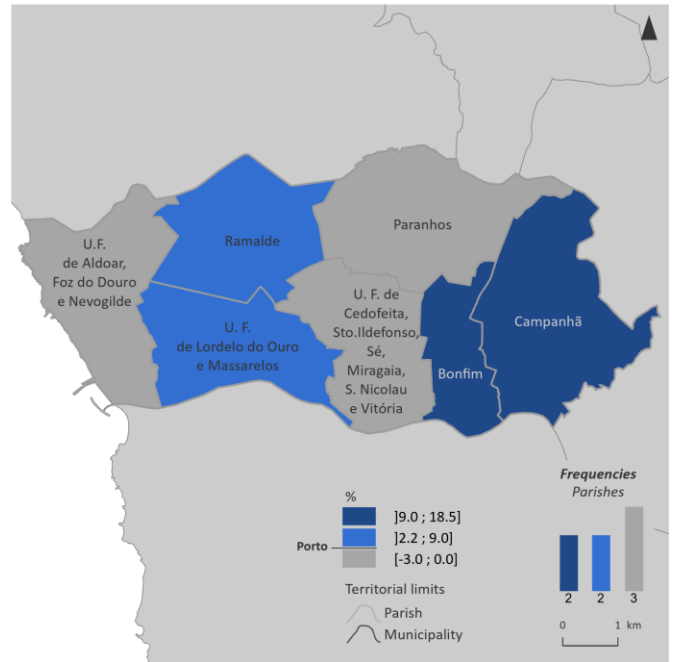 Paranhos
Ramalde
U.F.
de Aldoar,
Foz do Douro
e Nevogilde
U. F. de
Cedofeita,
Sto.Ildefonso,
Sé,
Miragaia,
S. Nicolau
e Vitória
Campanhã
U. F.
de Lordelo do Ouro
e Massarelos
Bonfim
%
]9.0 ; 18.5]
]2.2 ; 9.0]
Porto
[-3.0 ; 0.0]
Territorial limits
Parish
Municipality
Frequencies
Parishes
2 2 3
0 1 km